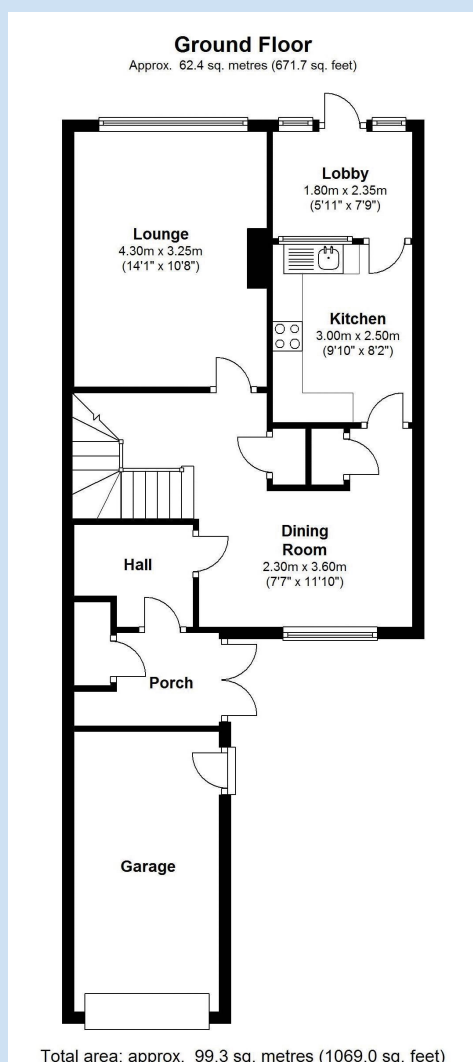 Ground Floor
Approx. 62.4 sq. metres (671.7 sq. feet)
Lobby
1.80m x 2.35m
(5'11" x 7'9")
Lounge
4.30m x 3.25m
(14'1" x 10'8")
Kitchen
3.00m x 2.50m
(9'10" x 8'2")
Dining
Room
2.30m x 3.60m
(7'7" x 11'10")
Hall
Porch
Garage
Total area: approx. 99.3 sq. metres (1069.0 sq. feet)